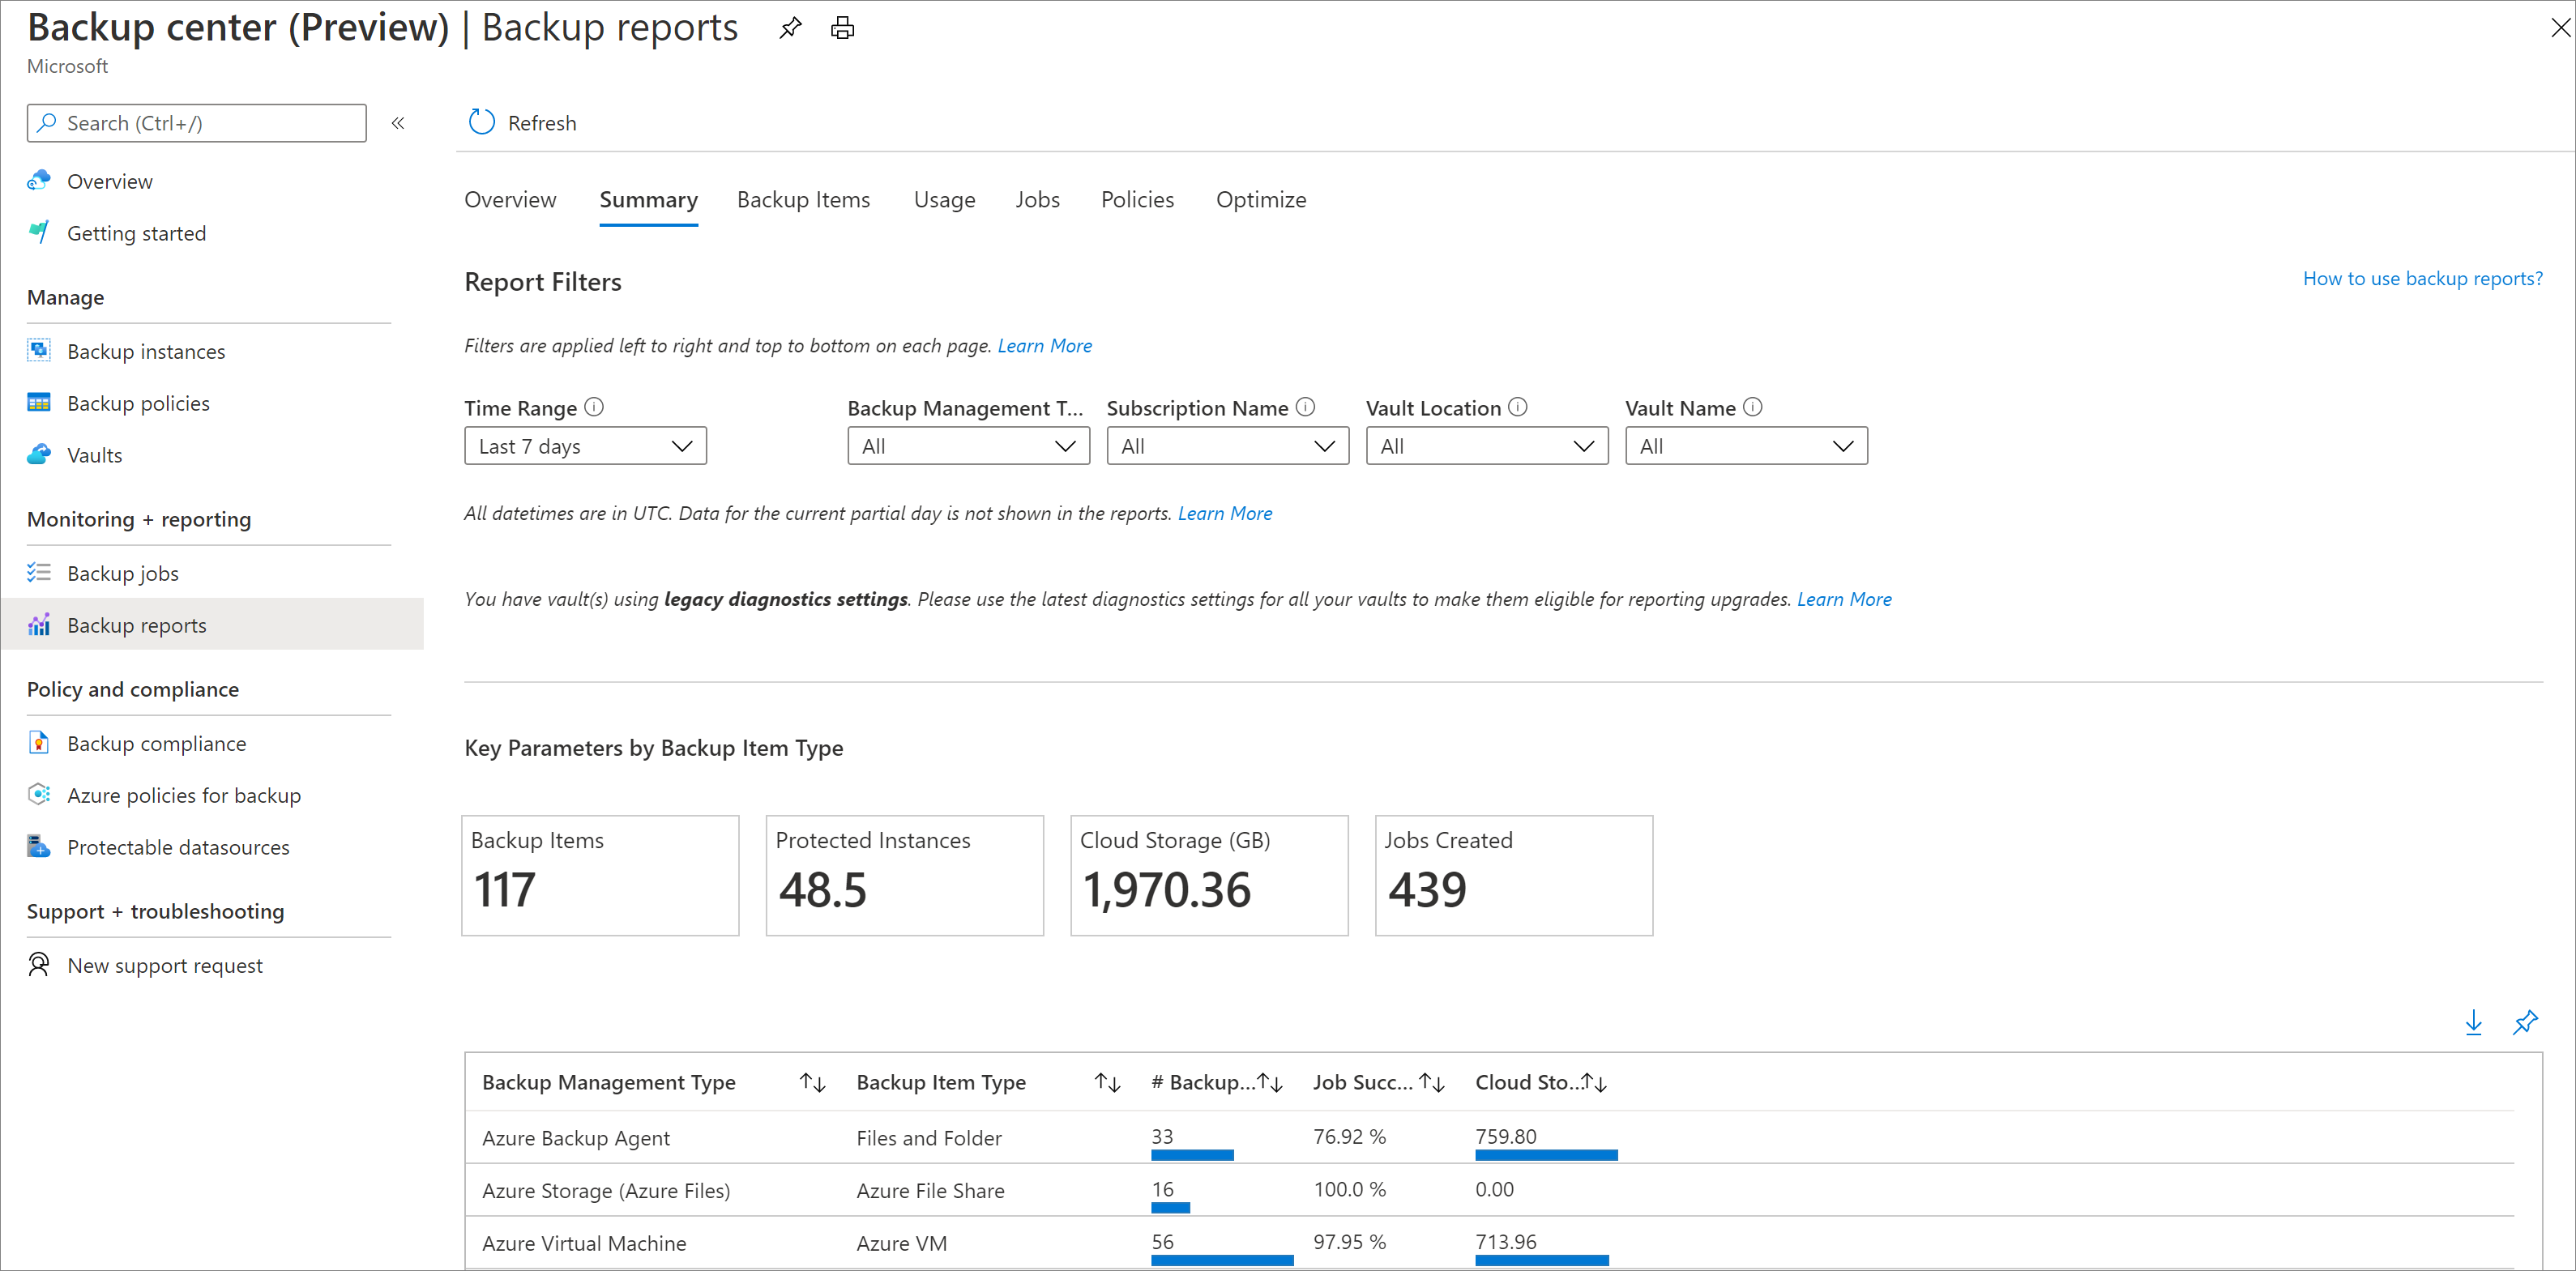 Backup center (Preview) | Backup reports
Microsoft
Search (Ctrl+/)
«
Refresh
Overview
Getting started
Manage
Backup instances
Backup policies
Vaults
Monitoring + reporting
Backup jobs
Backup reports
Policy and compliance
Backup compliance
Azure policies for backup
Protectable datasources
Support + troubleshooting
New support request
Overview Summary Backup Items Usage Jobs Policies Optimize
Report Filters
How to use backup reports?
Filters are applied left to right and top to bottom on each page. Learn More
Time Range Backup Management T... Subscription Name Vault Location Vault Name
Last 7 days All All All All
All datetimes are in UTC. Data for the current partial day is not shown in the reports. Learn More
You have vault(s) using legacy diagnostics settings. Please use the latest diagnostics settings for all your vaults to make them eligible for reporting upgrades. Learn More
Key Parameters by Backup Item Type
Backup Items Protected Instances Cloud Storage (GB) Jobs Created
117 48.5 1,970.36 439
Backup Management Type Backup Item Type # Backup... Job Succ... Cloud Sto...
Azure Backup Agent Files and Folder 33 76.92 % 759.80
Azure Storage (Azure Files) Azure File Share 16 100.0 % 0.00
Azure Virtual Machine Azure VM 56 97.95 % 713.96